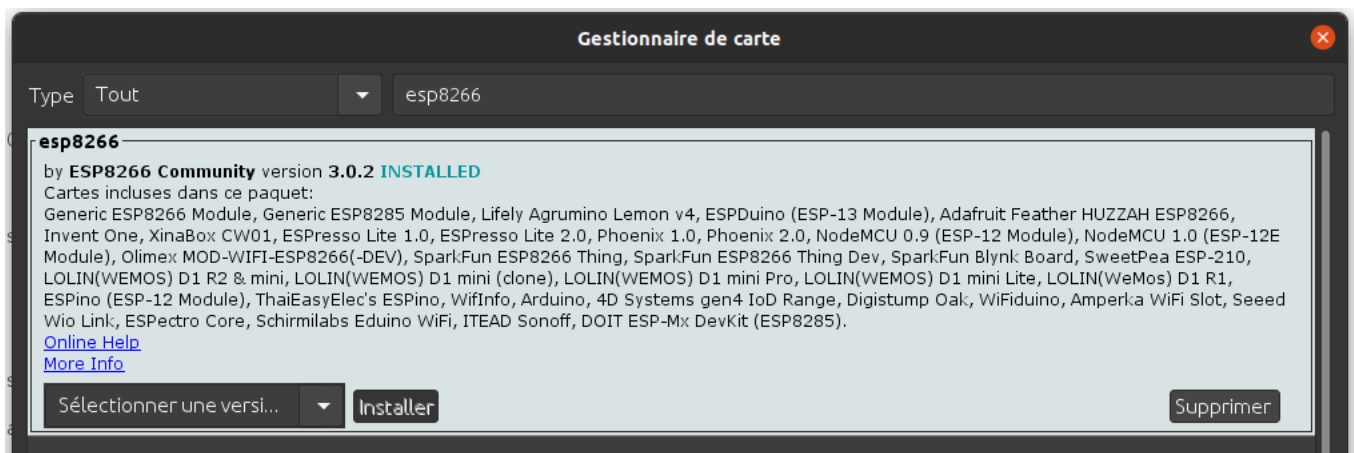 Gestionnaire de carte
Type Tout esp8266
esp8266
by ESP8266 Community version 3.0.2 INSTALLED
Cartes incluses dans ce paquet:
Generic ESP8266 Module, Generic ESP8285 Module, Lifely Agrumino Lemon v4, ESPDuino (ESP-13 Module), Adafruit Feather HUZZAH ESP8266,
Invent One, XinaBox CW01, ESPresso Lite 1.0, ESPresso Lite 2.0, Phoenix 1.0, Phoenix 2.0, NodeMCU 0.9 (ESP-12 Module), NodeMCU 1.0 (ESP-12E
Module), Olimex MOD-WIFI-ESP8266(-DEV), SparkFun ESP8266 Thing, SparkFun ESP8266 Thing Dev, SparkFun Blynk Board, SweetPea ESP-210,
LOLIN(WEMOS) D1 R2 & mini, LOLIN(WEMOS) D1 mini (clone), LOLIN(WEMOS) D1 mini Pro, LOLIN(WEMOS) D1 mini Lite, LOLIN(WeMos) D1 R1,
ESPino (ESP-12 Module), ThaiEasyElec's ESPino, WifInfo, Arduino, 4D Systems gen4 IoD Range, Digistump Oak, WiFiduino, Amperka WiFi Slot, Seeed
Wio Link, ESPectro Core, Schirmilabs Eduino WiFi, ITEAD Sonoff, DOIT ESP-Mx DevKit (ESP8285).
Online Help
More Info
Sélectionner une versi... Installer Supprimer